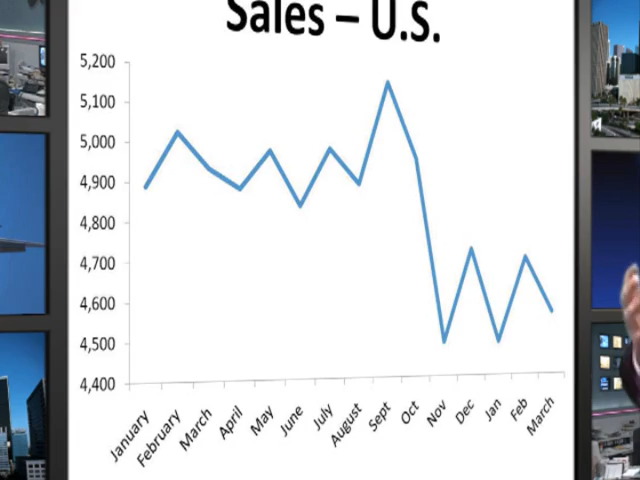 Sales – U.S.
5,200
5,100
5,000
4,900
4,800
4,700
4,600
4,500
4,400
January
February
March
April
May
June
July
August
Sept
Oct
Nov
Dec
Jan
Feb
March